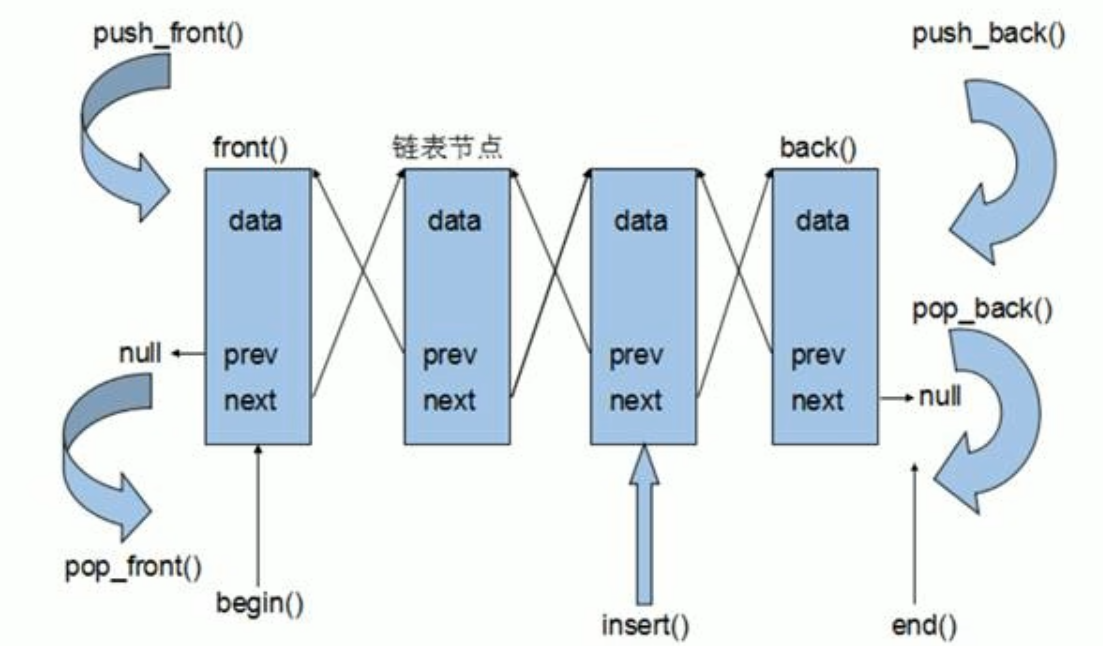 push_front()
push_back()
front()
链表节点
back()
data
data
data
data
pop_back()
null
prev
prev
prev
prev
next
next
next
next
null
pop_front()
begin()
insert()
end()